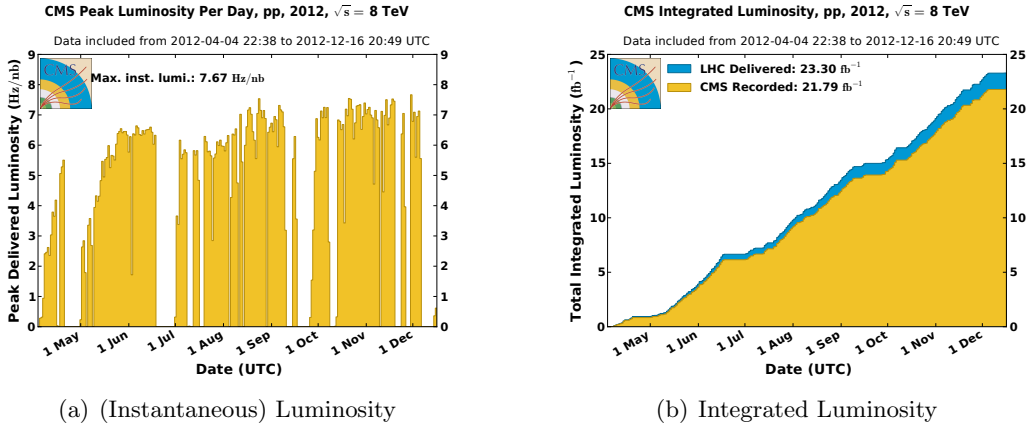 CMS Peak Luminosity Per Day, pp, 2012, √s = 8 TeV
Data included from 2012-04-04 22:38 to 2012-12-16 20:49 UTC
CMS
Max. inst. lumi.: 7.67 Hz/nb
Peak Delivered Luminosity (Hz/nb)
9
8
7
6
5
4
3
2
1
0
9
8
7
6
5
4
3
2
1
0
1 May
1 Jun
1 Jul
1 Aug
1 Sep
1 Oct
1 Nov
1 Dec
Date (UTC)
(a) (Instantaneous) Luminosity
CMS Integrated Luminosity, pp, 2012, √s = 8 TeV
Data included from 2012-04-04 22:38 to 2012-12-16 20:49 UTC
CMS
LHC Delivered: 23.30 fb⁻¹
CMS Recorded: 21.79 fb⁻¹
Total Integrated Luminosity (fb⁻¹)
25
20
15
10
5
0
25
20
15
10
5
0
1 May
1 Jun
1 Jul
1 Aug
1 Sep
1 Oct
1 Nov
1 Dec
Date (UTC)
(b) Integrated Luminosity